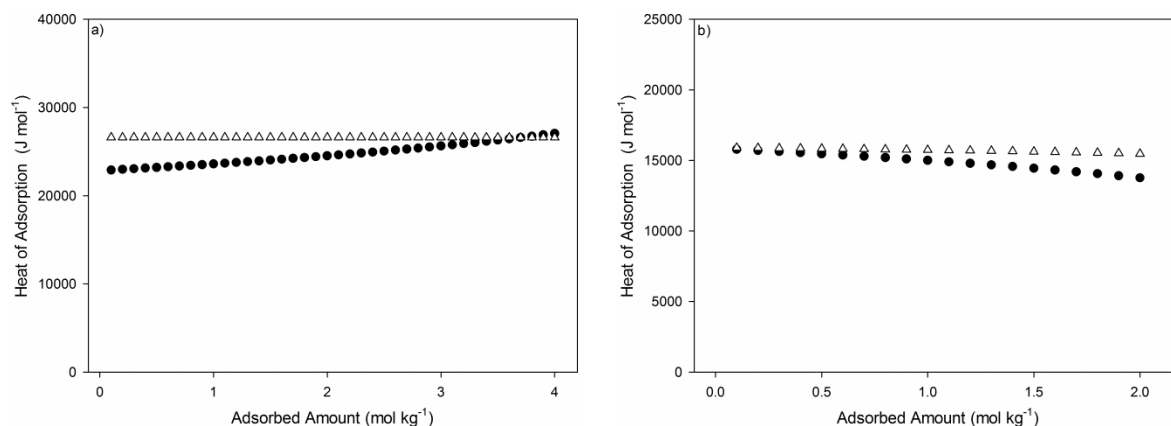 a)
Heat of Adsorption (J mol⁻¹)
40000
30000
20000
10000
0
0 1 2 3 4
Adsorbed Amount (mol kg⁻¹)
b)
Heat of Adsorption (J mol⁻¹)
25000
20000
15000
10000
5000
0
0.0 0.5 1.0 1.5 2.0
Adsorbed Amount (mol kg⁻¹)